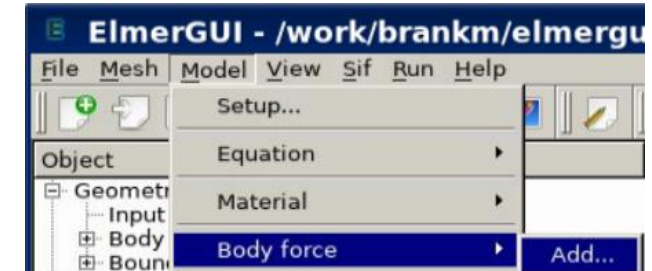 ElmerGUI - /work/brankm/elmergu
File Mesh Model View Sif Run Help
Setup...
Object
Equation
Geometr
Input
Material
Body
Body force
Add...
Boun